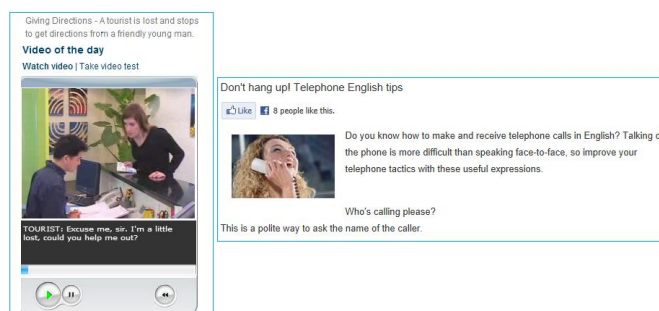 Giving Directions - A tourist is lost and stops
to get directions from a friendly young man.
Video of the day
Watch video | Take video test
TOURIST: Excuse me, sir. I'm a little
lost, could you help me out?
Don't hang up! Telephone English tips
Like 8 people like this.
Do you know how to make and receive telephone calls in English? Talking
the phone is more difficult than speaking face-to-face, so improve your
telephone tactics with these useful expressions.
Who's calling please?
This is a polite way to ask the name of the caller.